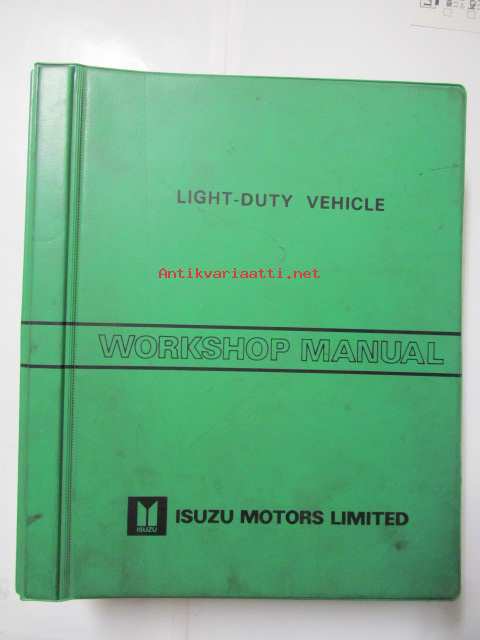 LIGHT-DUTY VEHICLE
Antikvariaatti.net
WORKSHOP MANUAL
ISUZU
ISUZU MOTORS LIMITED